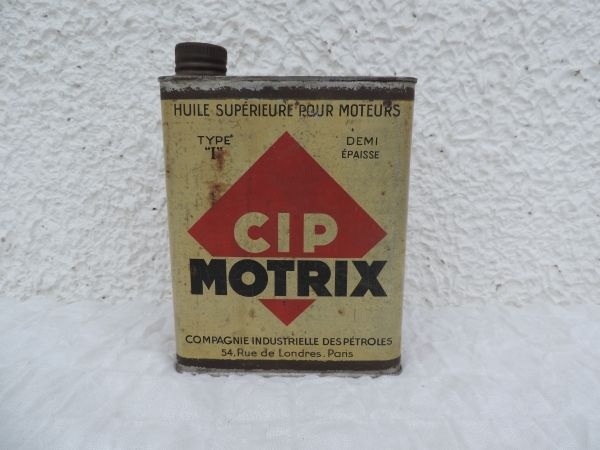 HUILE SUPÉRIEURE POUR MOTEURS
TYPE DEMI
"I" ÉPAISSE
CIP
MOTRIX
COMPAGNIE INDUSTRIELLE DES PÉTROLES
54, Rue de Londres. Paris